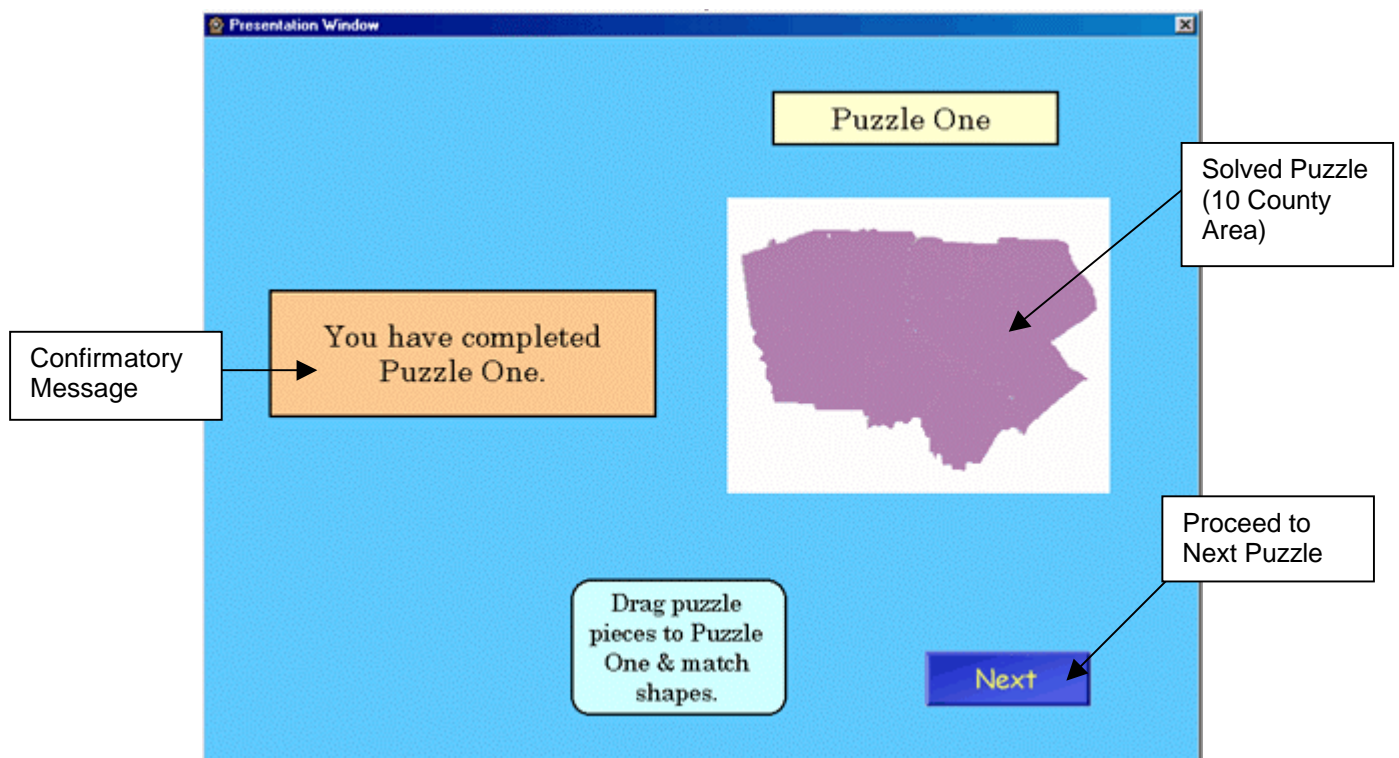 Presentation Window
Puzzle One
Solved Puzzle
(10 County
Area)
You have completed
Puzzle One.
Confirmatory
Message
Proceed to
Next Puzzle
Drag puzzle
pieces to Puzzle
One & match
shapes.
Next